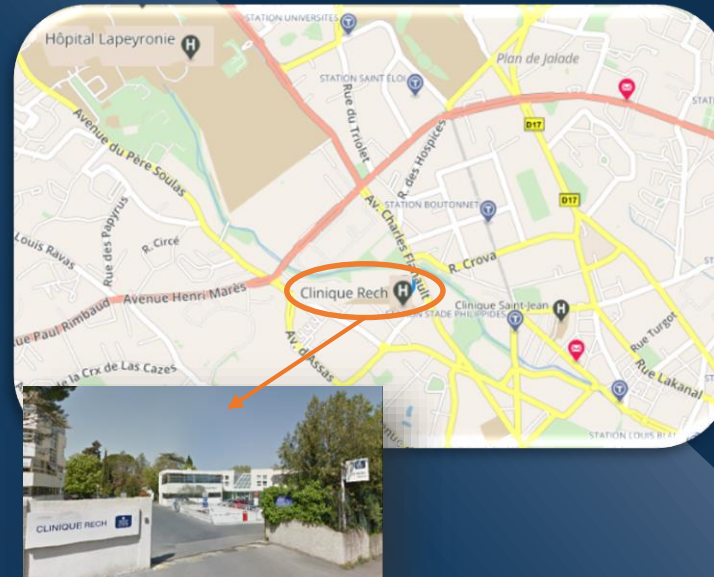 STATION UNIVERSITES
Hôpital Lapeyronie
H
Plan de Jalade
STATION SAINT ELOI
Avenue du Père Soulas
Rue du Triolet
R. des Hospices
D17
STATION BOUTONNET
D17
Rue des Papyrus
Av. Charles Flahault
Louis Ravas
R. Circé
R. Crova
Avenue Henri Marès
Clinique Rech
H
Clinique Saint-Jean
H
STADE PHILIPPIDES
ue Paul Rimbaud
Av. d'Assas
Rue Turgot
de la Crx de Las Cazes
Rue Lakanal
STATION LOUIS
CLINIQUE RECH